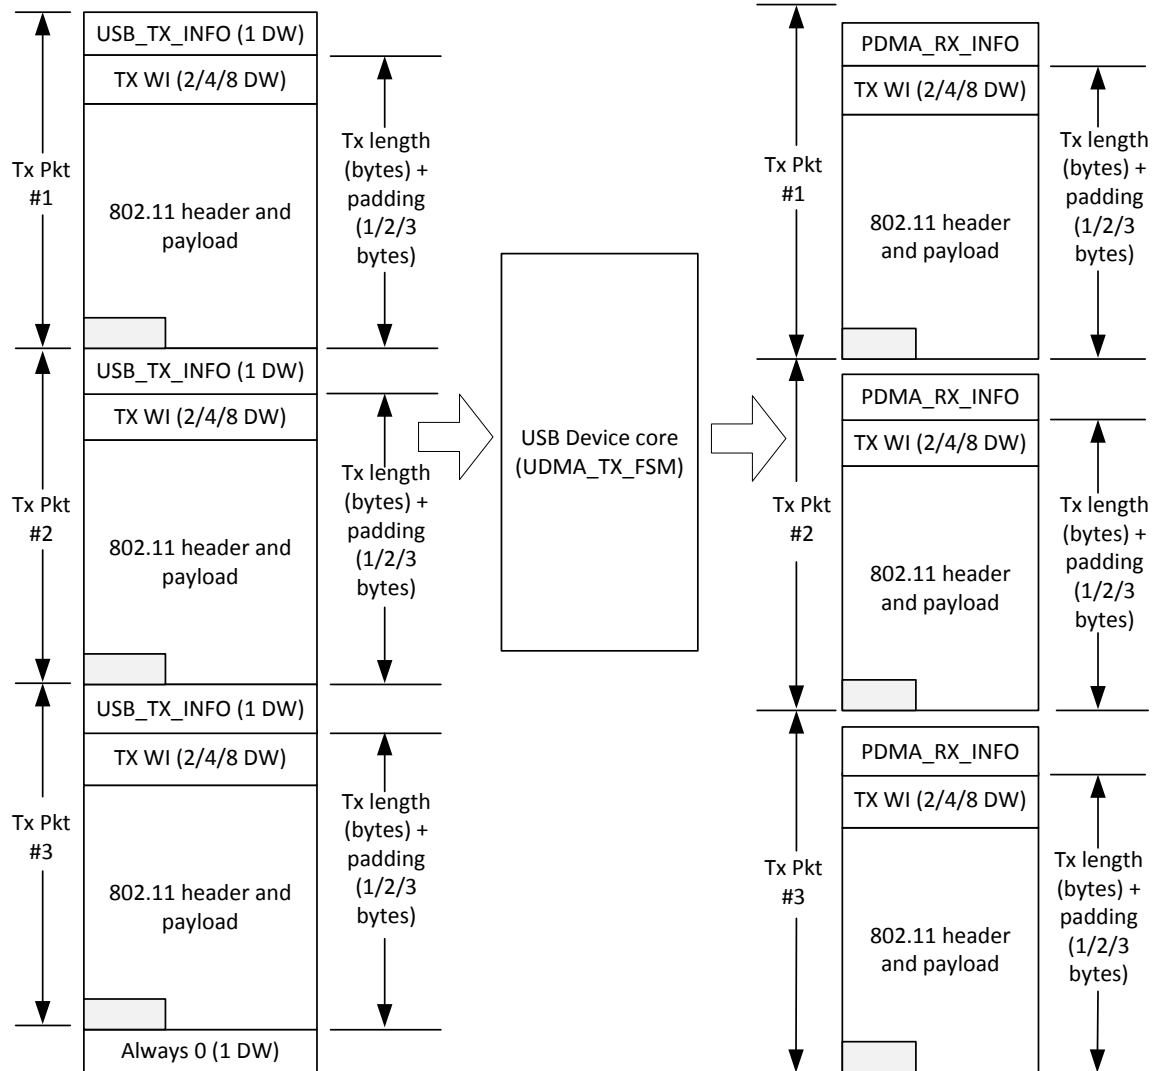 USB_TX_INFO (1 DW)
TX WI (2/4/8 DW)
802.11 header and
payload
Tx Pkt
#1
Tx length
(bytes) +
padding
(1/2/3
bytes)
USB_TX_INFO (1 DW)
TX WI (2/4/8 DW)
802.11 header and
payload
Tx Pkt
#2
Tx length
(bytes) +
padding
(1/2/3
bytes)
USB_TX_INFO (1 DW)
TX WI (2/4/8 DW)
802.11 header and
payload
Tx Pkt
#3
Tx length
(bytes) +
padding
(1/2/3
bytes)
Always 0 (1 DW)
USB Device core
(UDMA_TX_FSM)
PDMA_RX_INFO
TX WI (2/4/8 DW)
802.11 header
and payload
Tx Pkt
#1
Tx length
(bytes) +
padding
(1/2/3
bytes)
PDMA_RX_INFO
TX WI (2/4/8 DW)
802.11 header
and payload
Tx Pkt
#2
Tx length
(bytes) +
padding
(1/2/3
bytes)
PDMA_RX_INFO
TX WI (2/4/8 DW)
802.11 header
and payload
Tx Pkt
#3
Tx length
(bytes) +
padding
(1/2/3
bytes)